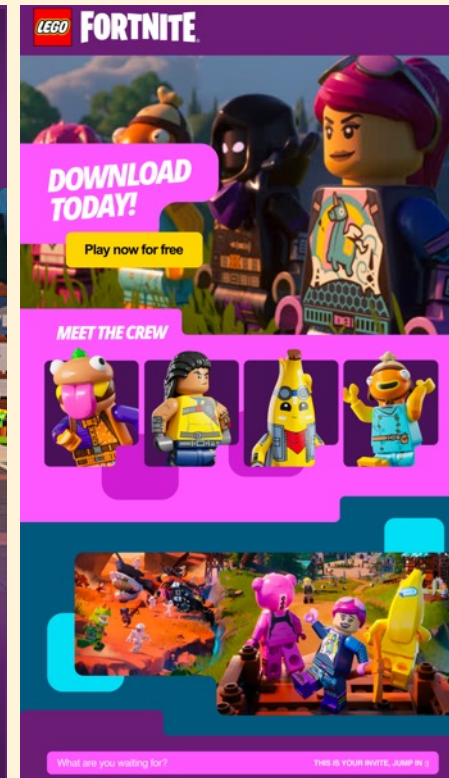 LEGO FORTNITE
DOWNLOAD
TODAY!
Play now for free
MEET THE CREW
What are you waiting for? THIS IS YOUR INVITE, JUMP IN :)